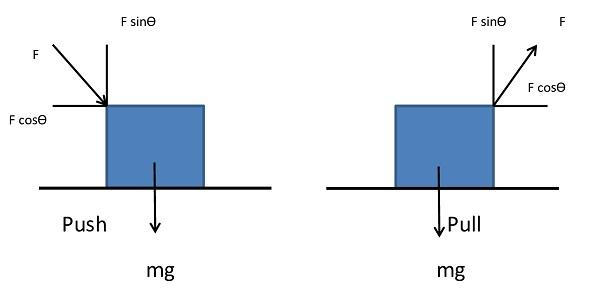 F sinθ
F
F cosθ
Push
mg
F sinθ
F
F cosθ
Pull
mg